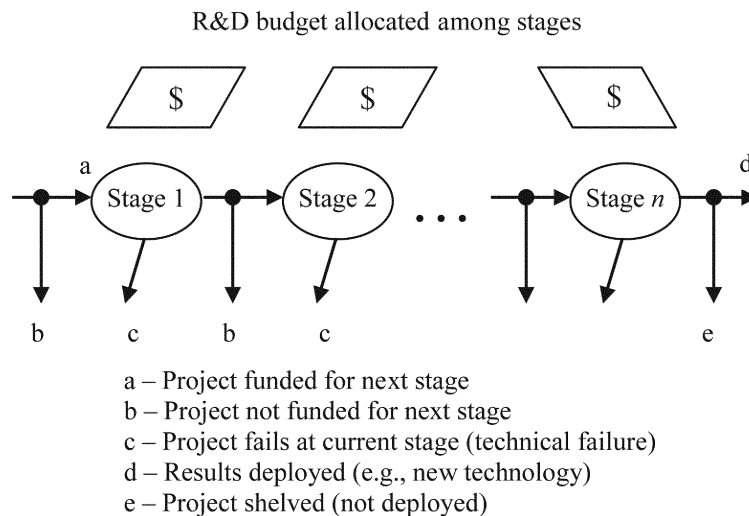 R&D budget allocated among stages
$ $ $
a d
Stage 1 Stage 2 . . . Stage n
b c b c e
a – Project funded for next stage
b – Project not funded for next stage
c – Project fails at current stage (technical failure)
d – Results deployed (e.g., new technology)
e – Project shelved (not deployed)